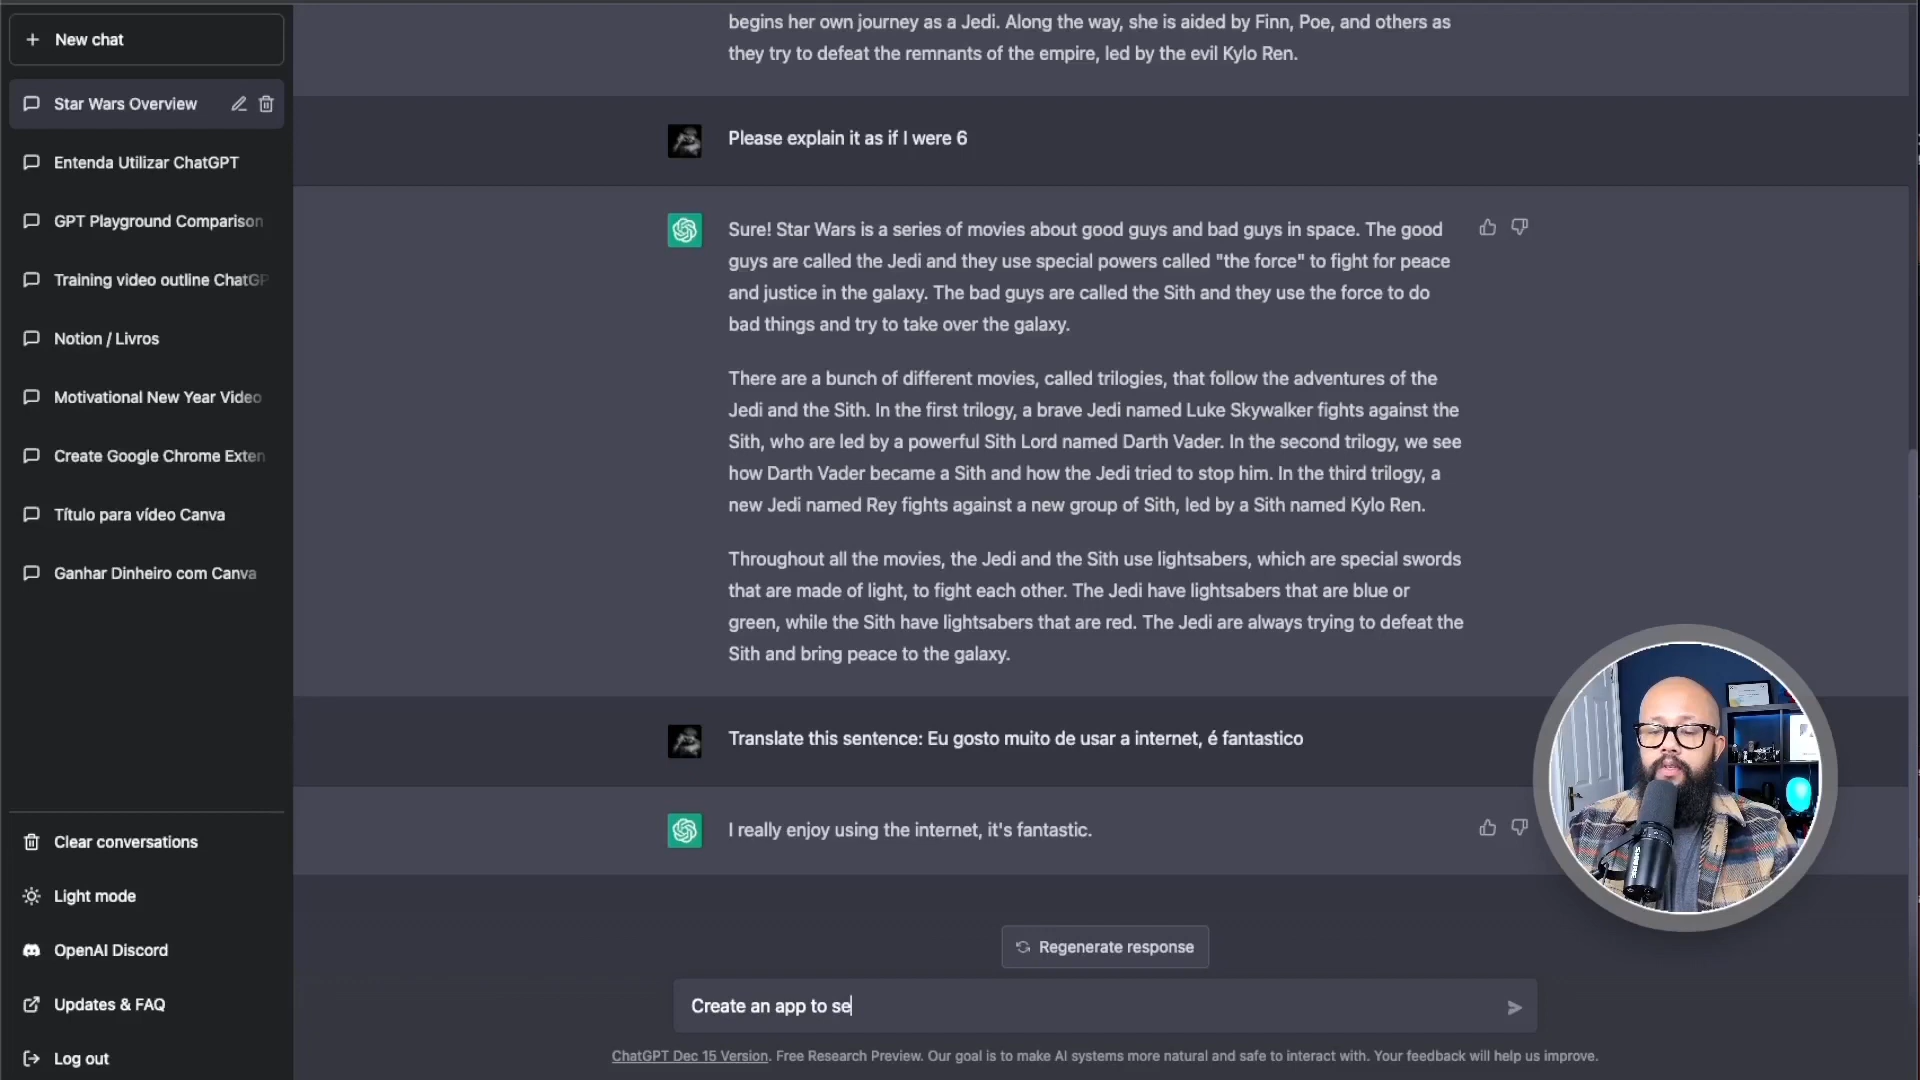 New chat
Star Wars Overview
Entenda Utilizar ChatGPT
GPT Playground Comparison
Training video outline ChatGP
Notion / Livros
Motivational New Year Video
Create Google Chrome Exten
Título para vídeo Canva
Ganhar Dinheiro com Canva
Clear conversations
Light mode
OpenAI Discord
Updates & FAQ
Log out
begins her own journey as a Jedi. Along the way, she is aided by Finn, Poe, and others as
they try to defeat the remnants of the empire, led by the evil Kylo Ren.
Please explain it as if I were 6
Sure! Star Wars is a series of movies about good guys and bad guys in space. The good
guys are called the Jedi and they use special powers called "the force" to fight for peace
and justice in the galaxy. The bad guys are called the Sith and they use the force to do
bad things and try to take over the galaxy.
There are a bunch of different movies, called trilogies, that follow the adventures of the
Jedi and the Sith. In the first trilogy, a brave Jedi named Luke Skywalker fights against the
Sith, who are led by a powerful Sith Lord named Darth Vader. In the second trilogy, we see
how Darth Vader became a Sith and how the Jedi tried to stop him. In the third trilogy, a
new Jedi named Rey fights against a new group of Sith, led by a Sith named Kylo Ren.
Throughout all the movies, the Jedi and the Sith use lightsabers, which are special swords
that are made of light, to fight each other. The Jedi have lightsabers that are blue or
green, while the Sith have lightsabers that are red. The Jedi are always trying to defeat the
Sith and bring peace to the galaxy.
Translate this sentence: Eu gosto muito de usar a internet, é fantastico
I really enjoy using the internet, it's fantastic.
Regenerate response
Create an app to se
ChatGPT Dec 15 Version. Free Research Preview. Our goal is to make AI systems more natural and safe to interact with. Your feedback will help us improve.